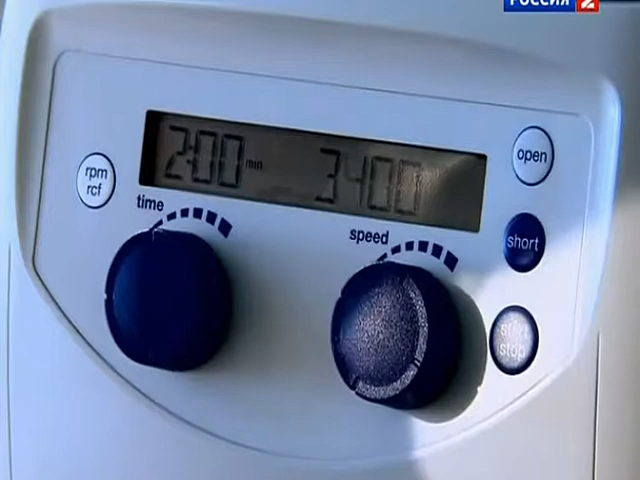 РОССИЯ 2
2:00 min 3400
open
rpm
rcf
time
speed
short
start
stop